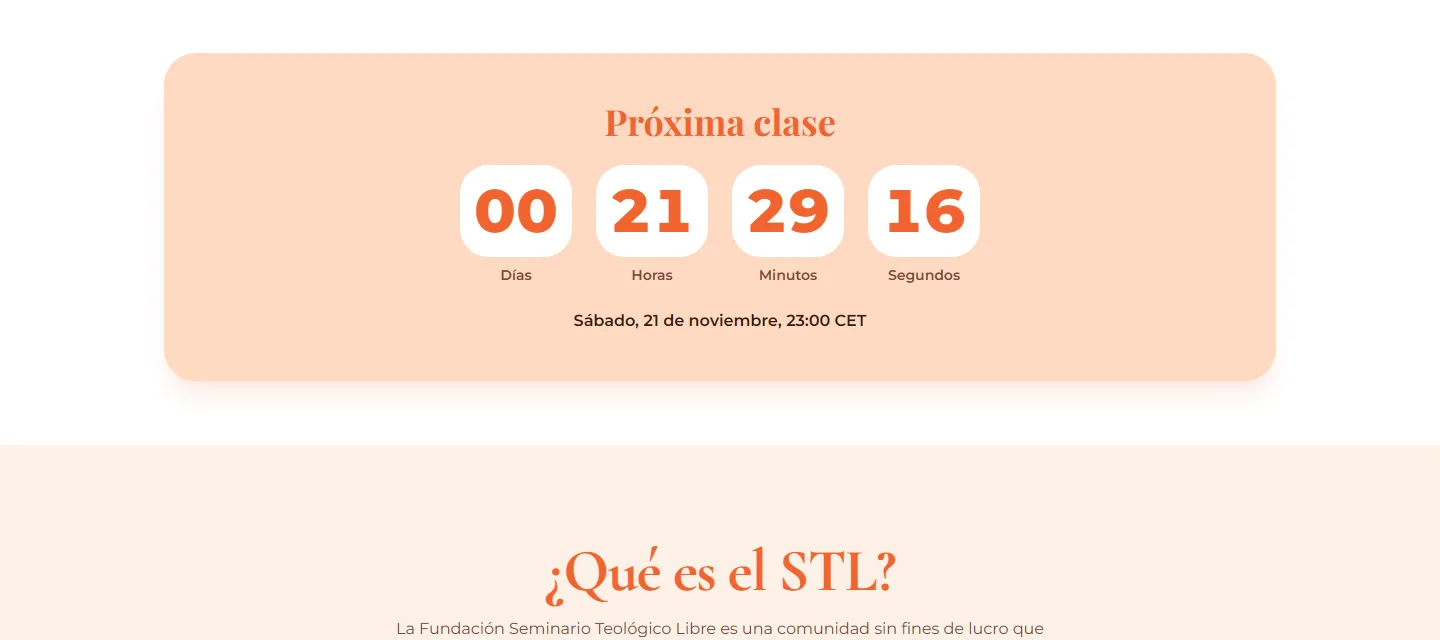 Próxima clase
00 21 29 16
Días Horas Minutos Segundos
Sábado, 21 de noviembre, 23:00 CET
¿Qué es el STL?
La Fundación Seminario Teológico Libre es una comunidad sin fines de lucro que